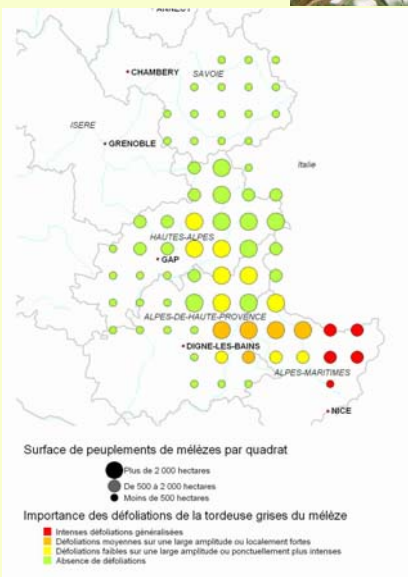 ANNECY
CHAMBERY
SAVOIE
ISERE
GRENOBLE
Italie
HAUTES-ALPES
GAP
ALPES-DE-HAUTE-PROVENCE
DIGNE-LES-BAINS
ALPES-MARITIMES
NICE
Surface de peuplements de mélèzes par quadrat
Plus de 2 000 hectares
De 500 à 2 000 hectares
Moins de 500 hectares
Importance des défoliations de la tordeuse grises du mélèze
Intenses défoliations généralisées
Défoliations moyennes sur une large amplitude ou localement fortes
Défoliations faibles sur une large amplitude ou ponctuellement plus intenses
Absence de défoliations